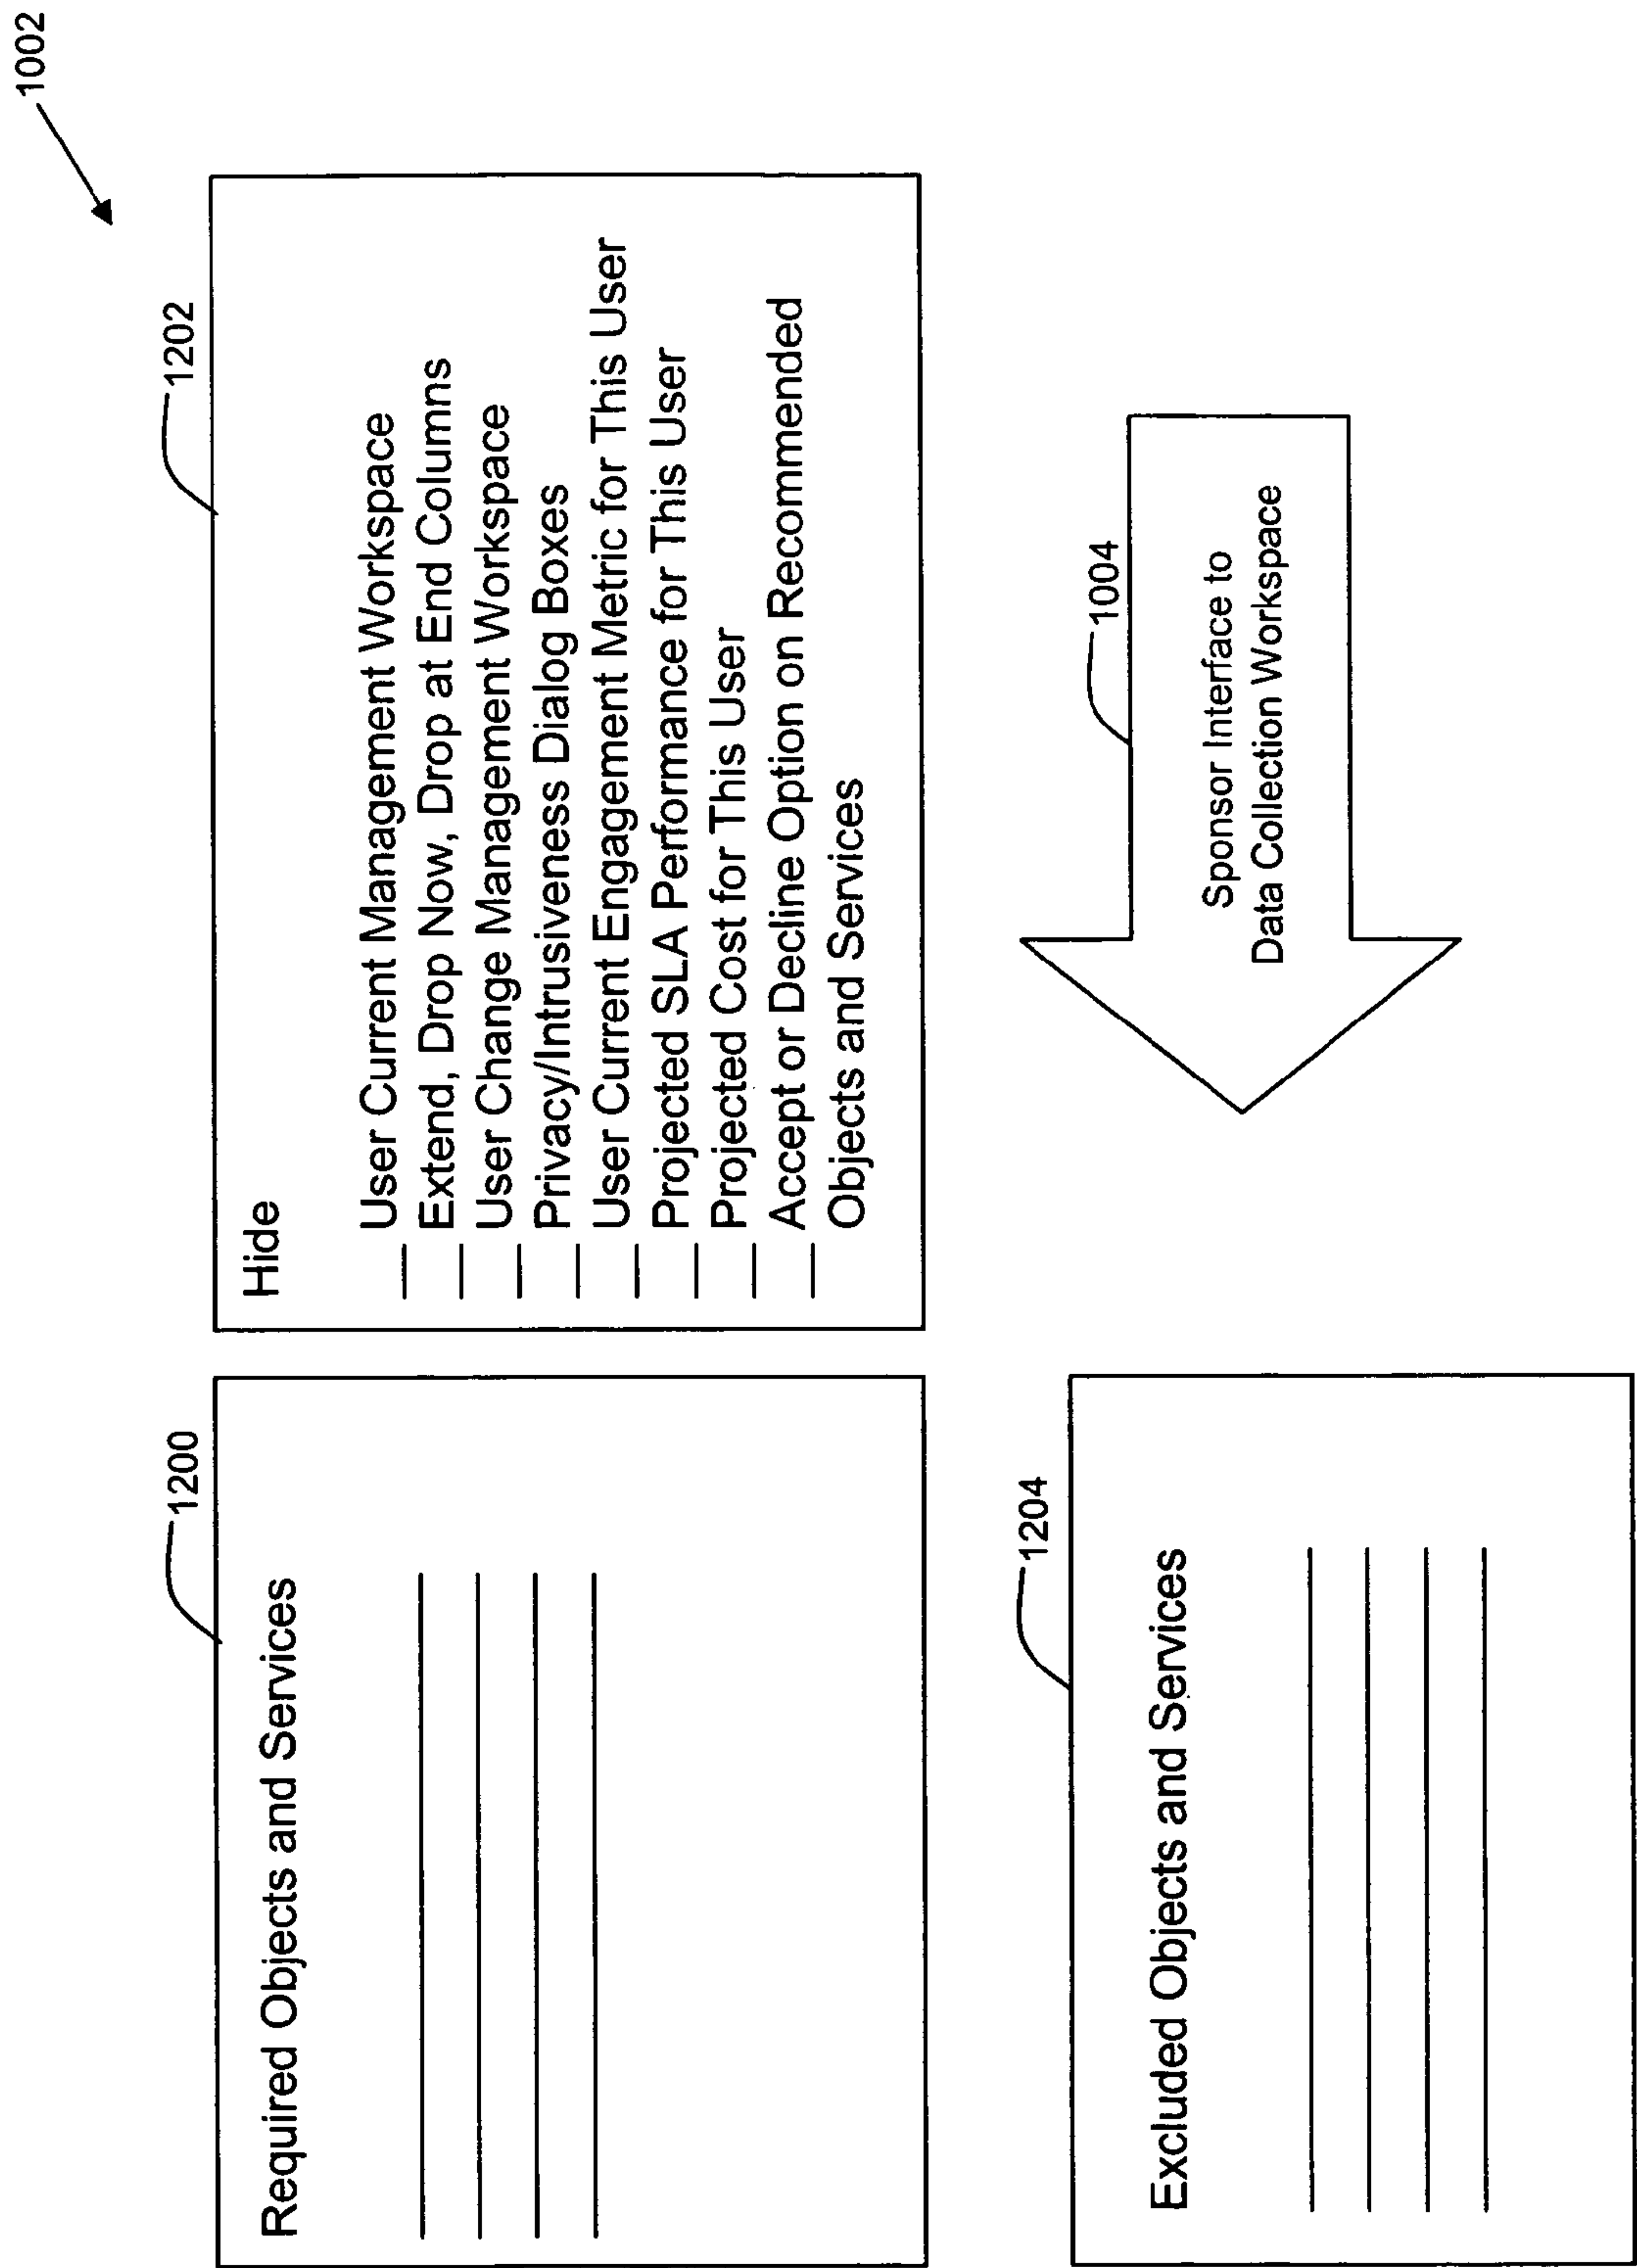 1002
1200
Required Objects and Services
1202
Hide
User Current Management Workspace
Extend, Drop Now, Drop at End Columns
User Change Management Workspace
Privacy/Intrusiveness Dialog Boxes
User Current Engagement Metric for This User
Projected SLA Performance for This User
Projected Cost for This User
Accept or Decline Option on Recommended
Objects and Services
1204
Excluded Objects and Services
1004
Sponsor Interface to
Data Collection Workspace